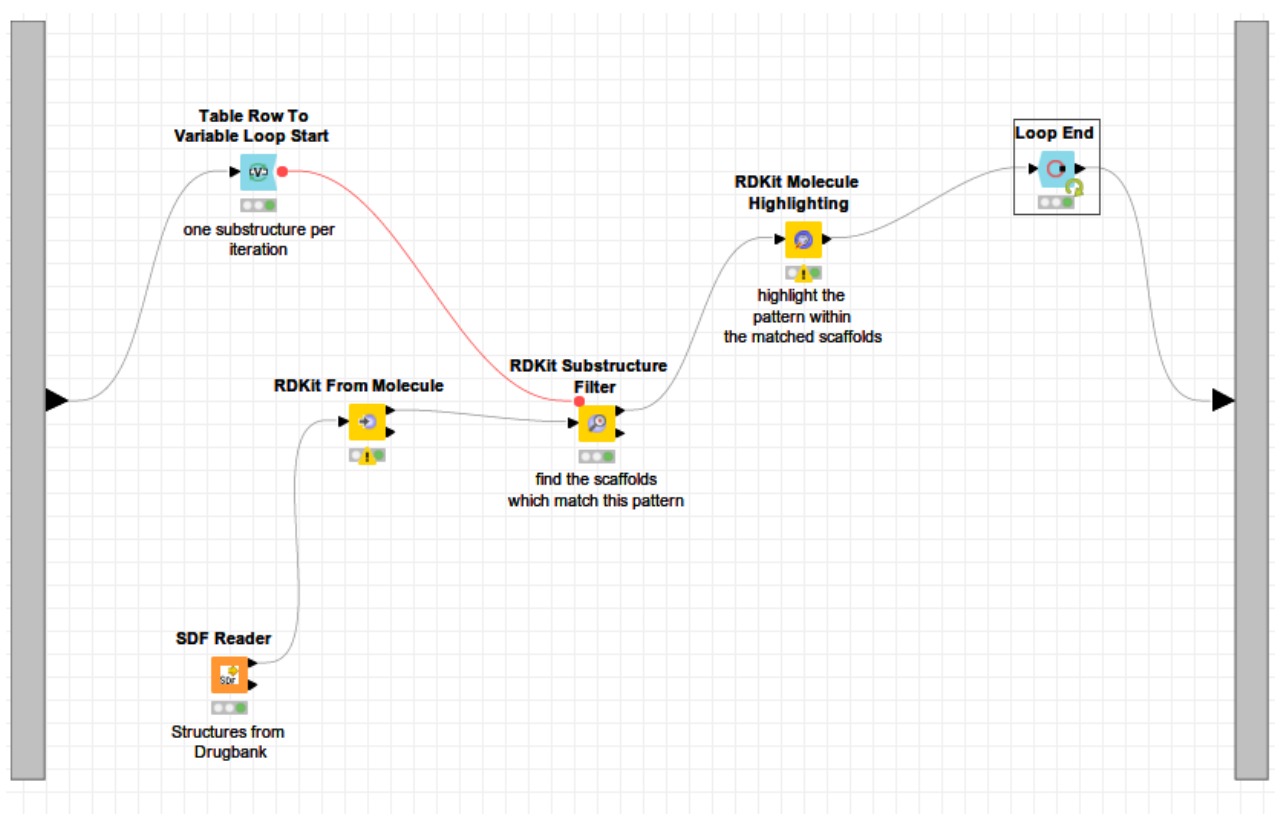 Table Row To
Variable Loop Start
V
one substructure per
iteration
Loop End
RDKit Molecule
Highlighting
highlight the
pattern within
the matched scaffolds
RDKit Substructure
Filter
find the scaffolds
which match this pattern
RDKit From Molecule
SDF Reader
SDF
Structures from
Drugbank